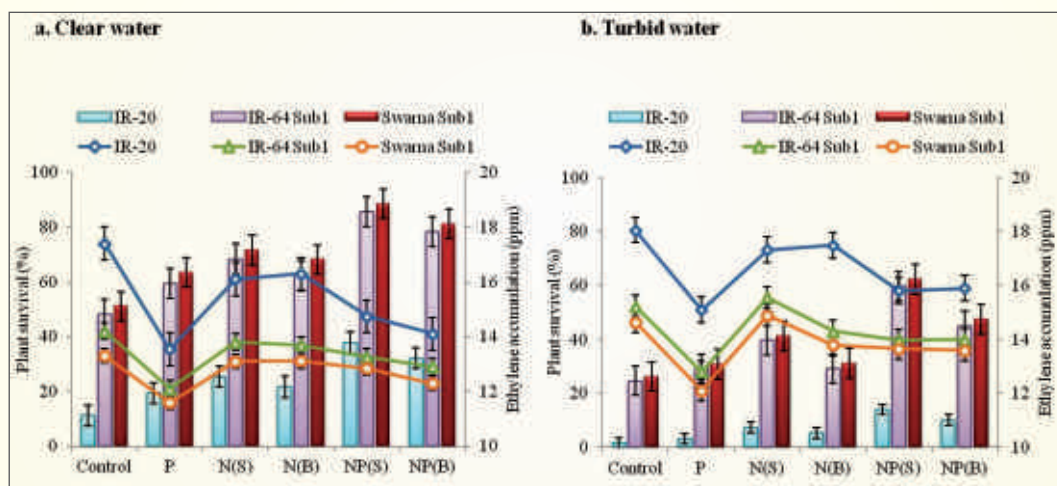 a. Clear water
IR-20 IR-64 Sub1 Swarna Sub1
IR-20 IR-64 Sub1 Swarna Sub1
Plant survival (%)
100
80
60
40
20
0
20
18
16
14
12
10
Ethylene accumulation (ppm)
Control P N(S) N(B) NP(S) NP(B)
b. Turbid water
IR-20 IR-64 Sub1 Swarna Sub1
IR-20 IR-64 Sub1 Swarna Sub1
Plant survival (%)
100
80
60
40
20
0
20
18
16
14
12
10
Ethylene accumulation (ppm)
Control P N(S) N(B) NP(S) NP(B)